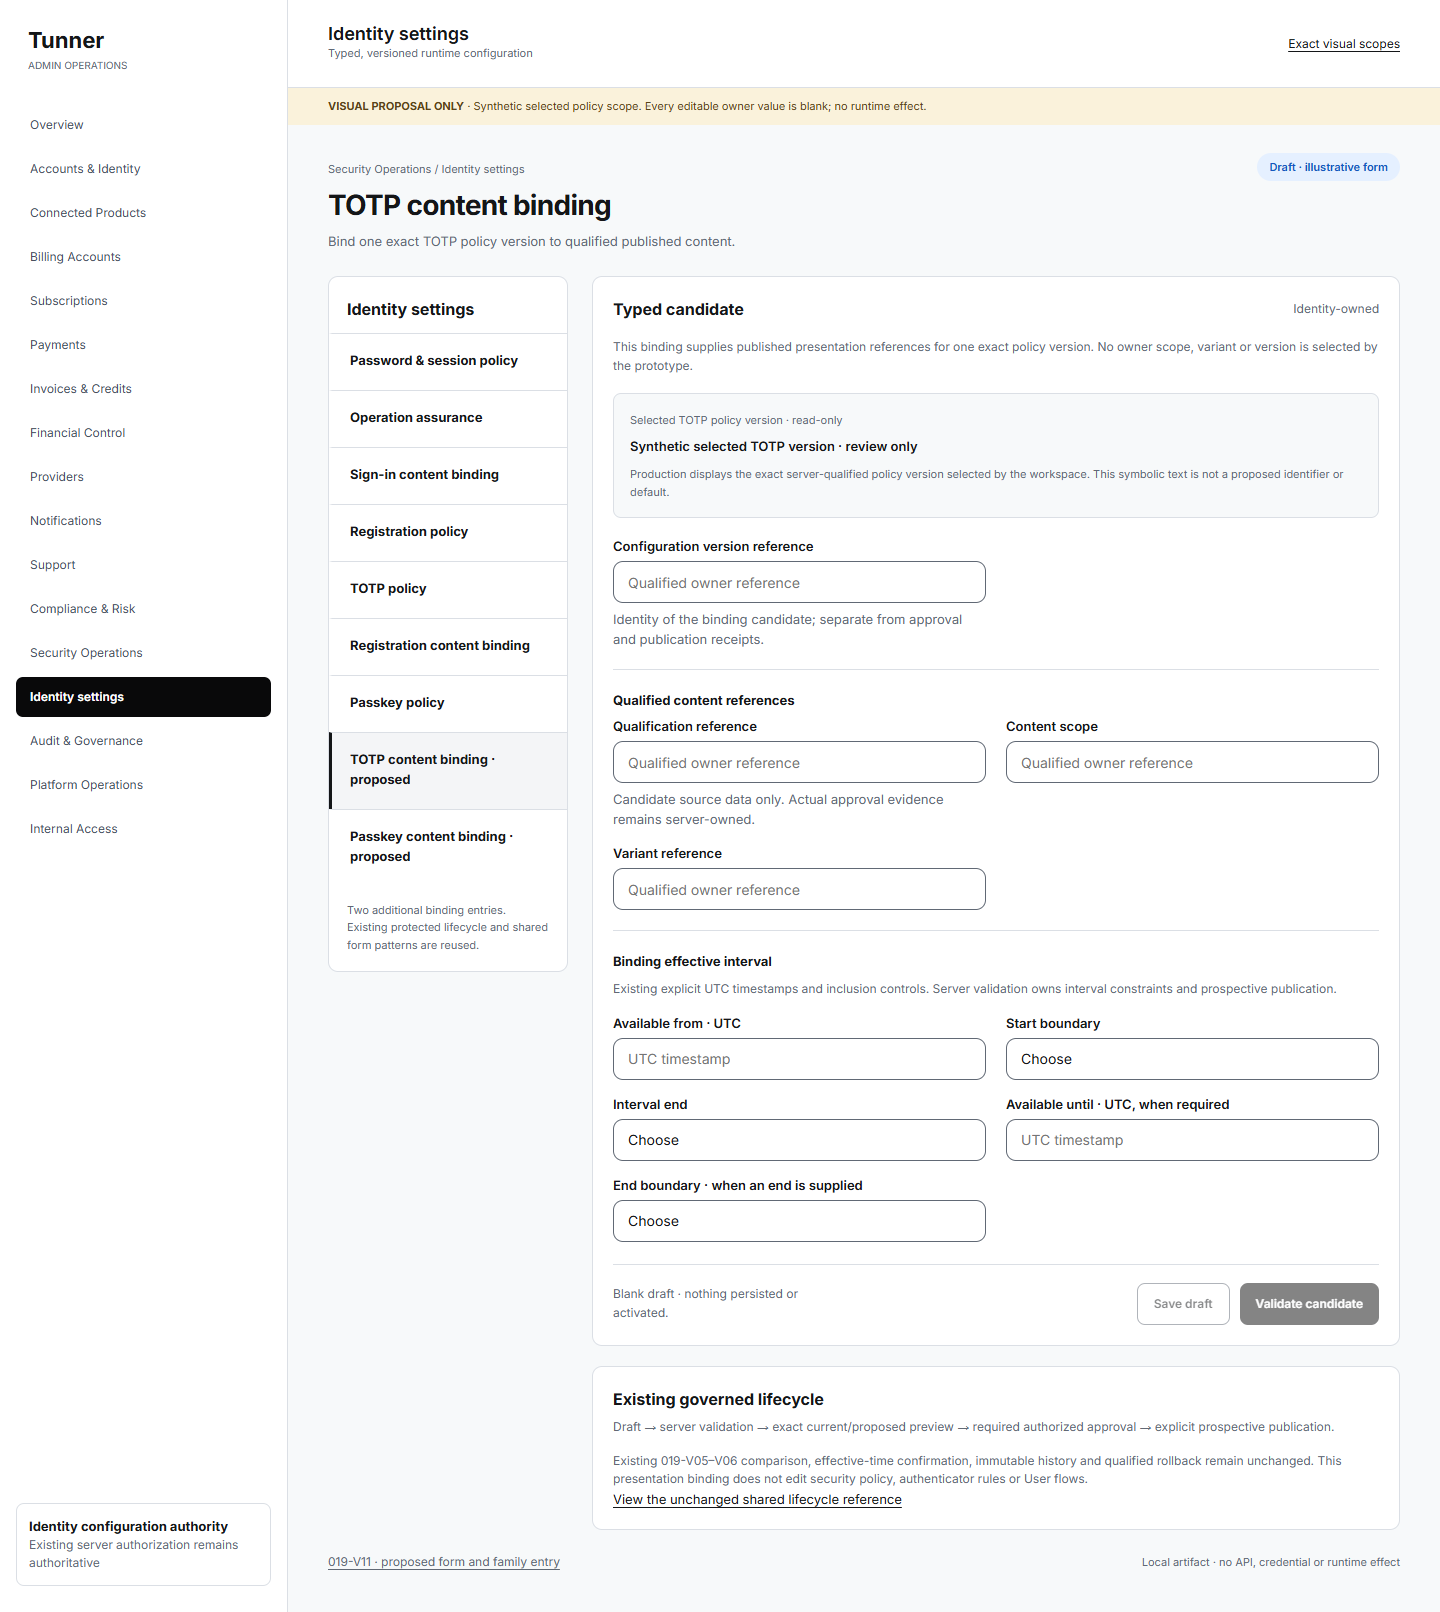 Tunner
ADMIN OPERATIONS
Overview
Accounts & Identity
Connected Products
Billing Accounts
Subscriptions
Payments
Invoices & Credits
Financial Control
Providers
Notifications
Support
Compliance & Risk
Security Operations
Identity settings
Audit & Governance
Platform Operations
Internal Access
Identity configuration authority
Existing server authorization remains
authoritative
Identity settings
Typed, versioned runtime configuration
Exact visual scopes
VISUAL PROPOSAL ONLY · Synthetic selected policy scope. Every editable owner value is blank; no runtime effect.
Security Operations / Identity settings
Draft · illustrative form
TOTP content binding
Bind one exact TOTP policy version to qualified published content.
Identity settings
Password & session policy
Operation assurance
Sign-in content binding
Registration policy
TOTP policy
Registration content binding
Passkey policy
TOTP content binding ·
proposed
Passkey content binding ·
proposed
Two additional binding entries.
Existing protected lifecycle and shared
form patterns are reused.
Typed candidate
Identity-owned
This binding supplies published presentation references for one exact policy version. No owner scope, variant or version is selected by
the prototype.
Selected TOTP policy version · read-only
Synthetic selected TOTP version · review only
Production displays the exact server-qualified policy version selected by the workspace. This symbolic text is not a proposed identifier or
default.
Configuration version reference
Qualified owner reference
Identity of the binding candidate; separate from approval
and publication receipts.
Qualified content references
Qualification reference
Qualified owner reference
Candidate source data only. Actual approval evidence
remains server-owned.
Content scope
Qualified owner reference
Variant reference
Qualified owner reference
Binding effective interval
Existing explicit UTC timestamps and inclusion controls. Server validation owns interval constraints and prospective publication.
Available from · UTC
UTC timestamp
Start boundary
Choose
Interval end
Choose
Available until · UTC, when required
UTC timestamp
End boundary · when an end is supplied
Choose
Blank draft · nothing persisted or
activated.
Save draft
Validate candidate
Existing governed lifecycle
Draft → server validation → exact current/proposed preview → required authorized approval → explicit prospective publication.
Existing 019-V05–V06 comparison, effective-time confirmation, immutable history and qualified rollback remain unchanged. This
presentation binding does not edit security policy, authenticator rules or User flows.
View the unchanged shared lifecycle reference
019-V11 · proposed form and family entry
Local artifact · no API, credential or runtime effect